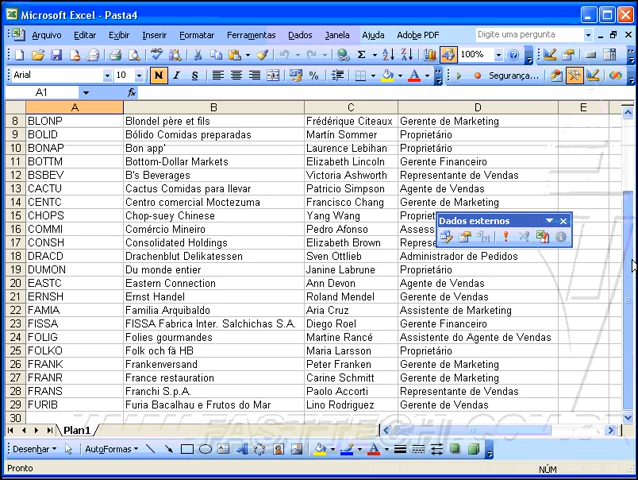 Microsoft Excel - Pasta4
Arquivo Editar Exibir Inserir Formatar Ferramentas Dados Janela Ajuda Adobe PDF Digite uma pergunta
100%
Arial 10 N I S % Segurança...
A1 fx
A B C D E
8 BLONP Blondel père et fils Frédérique Citeaux Gerente de Marketing
9 BOLID Bólido Comidas preparadas Martín Sommer Proprietário
10 BONAP Bon app' Laurence Lebihan Proprietário
11 BOTTM Bottom-Dollar Markets Elizabeth Lincoln Gerente Financeiro
12 BSBEV B's Beverages Victoria Ashworth Representante de Vendas
13 CACTU Cactus Comidas para llevar Patricio Simpson Agente de Vendas
14 CENTC Centro comercial Moctezuma Francisco Chang Gerente de Marketing
15 CHOPS Chop-suey Chinese Yang Wang Propriet
16 COMMI Comércio Mineiro Pedro Afonso Assess
17 CONSH Consolidated Holdings Elizabeth Brown Represe
18 DRACD Drachenblut Delikatessen Sven Ottlieb Administrador de Pedidos
19 DUMON Du monde entier Janine Labrune Proprietário
20 EASTC Eastern Connection Ann Devon Agente de Vendas
21 ERNSH Ernst Handel Roland Mendel Gerente de Vendas
22 FAMIA Familia Arquibaldo Aria Cruz Assistente de Marketing
23 FISSA FISSA Fabrica Inter. Salchichas S.A. Diego Roel Gerente Financeiro
24 FOLIG Folies gourmandes Martine Rancé Assistente do Agente de Vendas
25 FOLKO Folk och fä HB Maria Larsson Proprietário
26 FRANK Frankenversand Peter Franken Gerente de Marketing
27 FRANR France restauration Carine Schmitt Gerente de Marketing
28 FRANS Franchi S.p.A. Paolo Accorti Representante de Vendas
29 FURIB Furia Bacalhau e Frutos do Mar Lino Rodriguez Gerente de Vendas
30
Dados externos
Plan1
Desenhar AutoFormas
Pronto NÚM